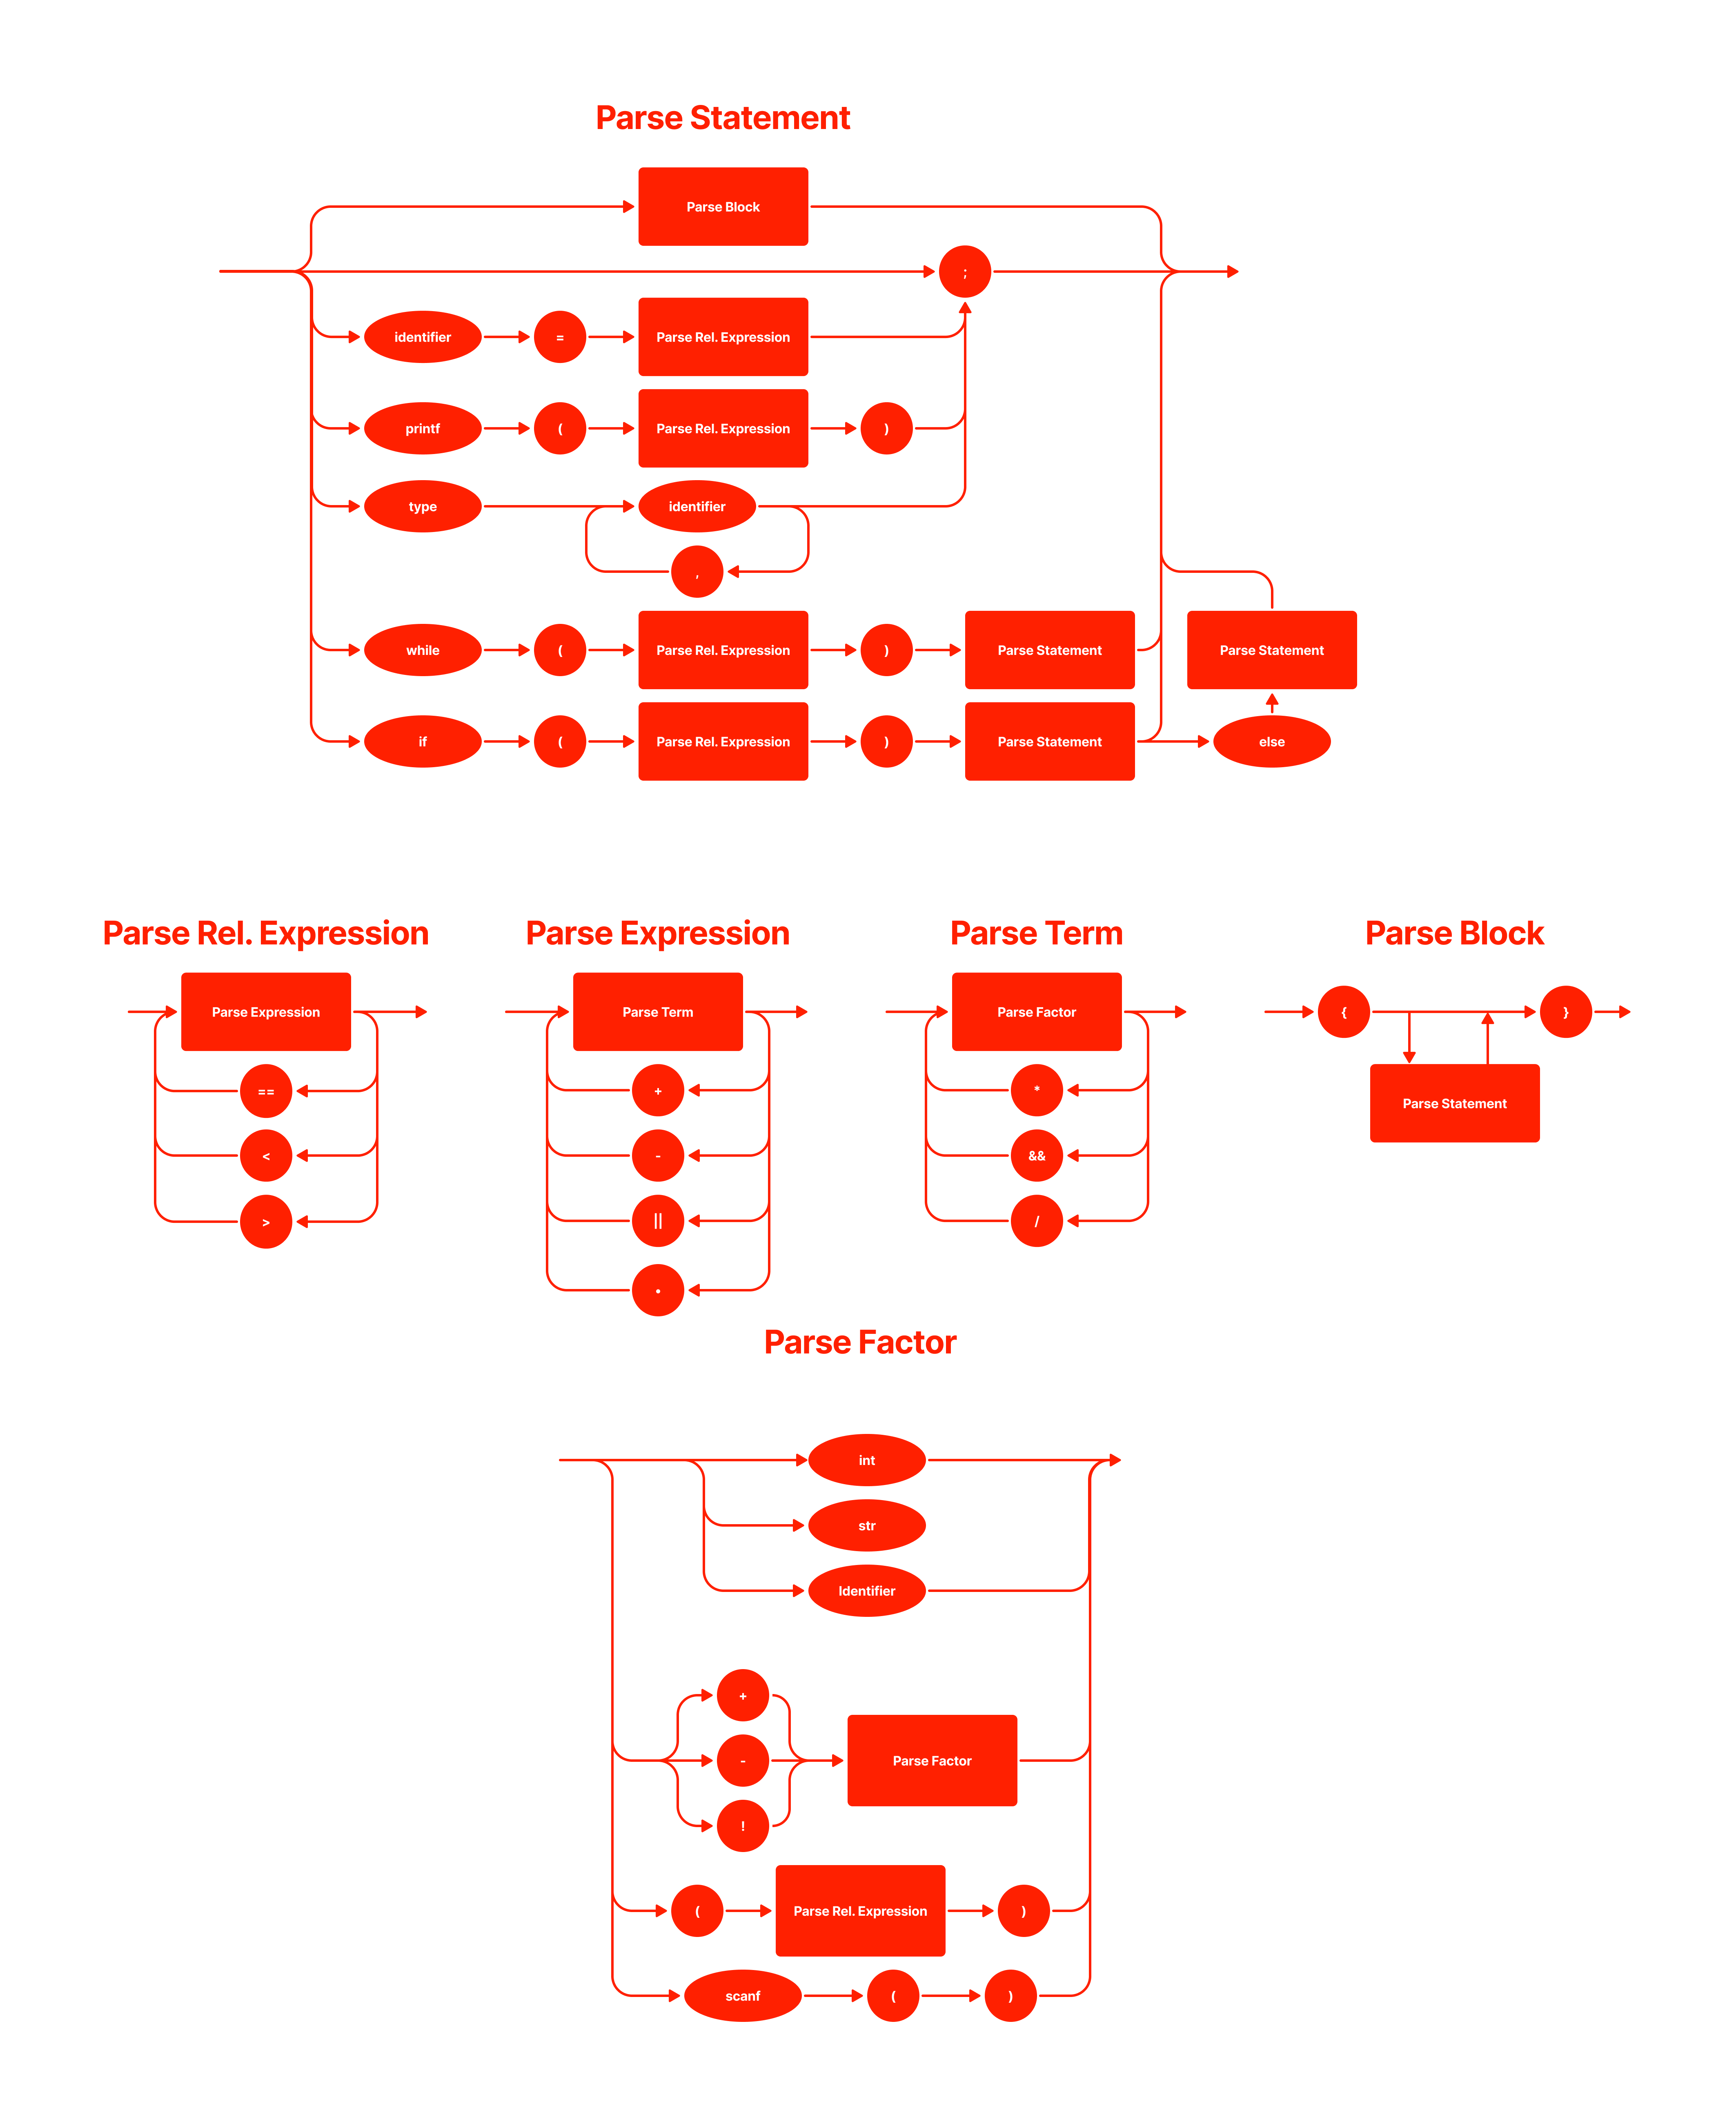 Parse Statement
Parse Block
;
identifier
=
Parse Rel. Expression
printf
(
Parse Rel. Expression
)
type
identifier
,
while
(
Parse Rel. Expression
)
Parse Statement
Parse Statement
if
(
Parse Rel. Expression
)
Parse Statement
else
Parse Rel. Expression
Parse Expression
==
<
>
Parse Expression
Parse Term
+
-
||
•
Parse Term
Parse Factor
*
&&
/
Parse Block
{
}
Parse Statement
Parse Factor
int
str
Identifier
+
-
!
Parse Factor
(
Parse Rel. Expression
)
scanf
(
)